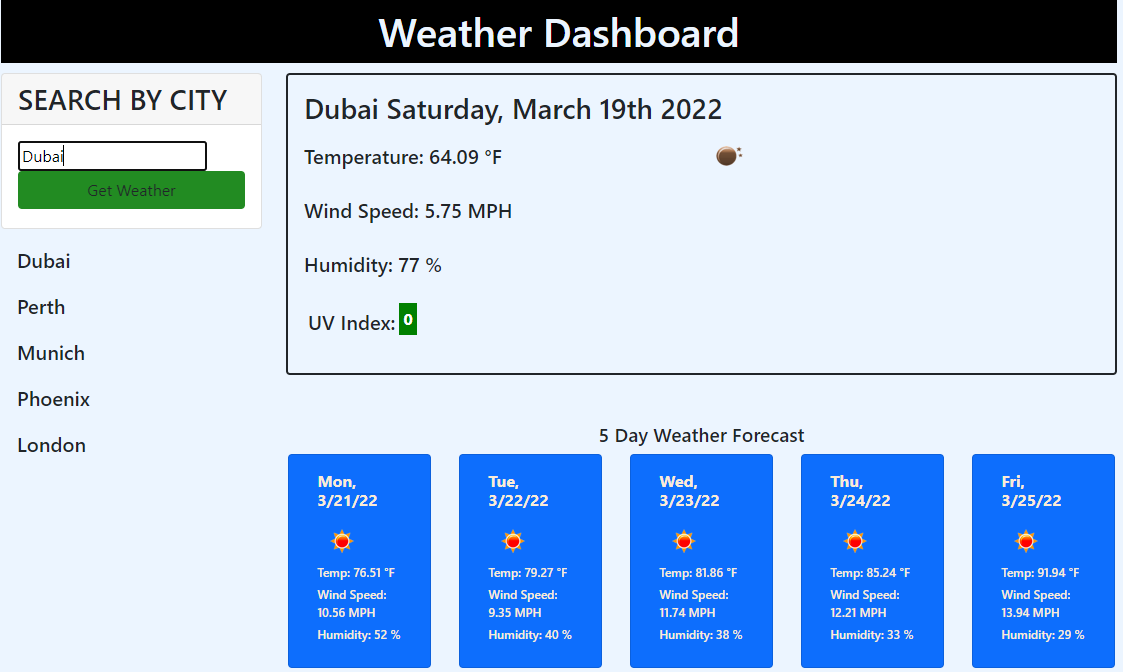 Weather Dashboard
SEARCH BY CITY
Dubai
Get Weather
Dubai
Perth
Munich
Phoenix
London
Dubai Saturday, March 19th 2022
Temperature: 64.09 °F
Wind Speed: 5.75 MPH
Humidity: 77 %
UV Index: 0
5 Day Weather Forecast
Mon,
3/21/22
Temp: 76.51 °F
Wind Speed:
10.56 MPH
Humidity: 52 %
Tue,
3/22/22
Temp: 79.27 °F
Wind Speed:
9.35 MPH
Humidity: 40 %
Wed,
3/23/22
Temp: 81.86 °F
Wind Speed:
11.74 MPH
Humidity: 38 %
Thu,
3/24/22
Temp: 85.24 °F
Wind Speed:
12.21 MPH
Humidity: 33 %
Fri,
3/25/22
Temp: 91.94 °F
Wind Speed:
13.94 MPH
Humidity: 29 %